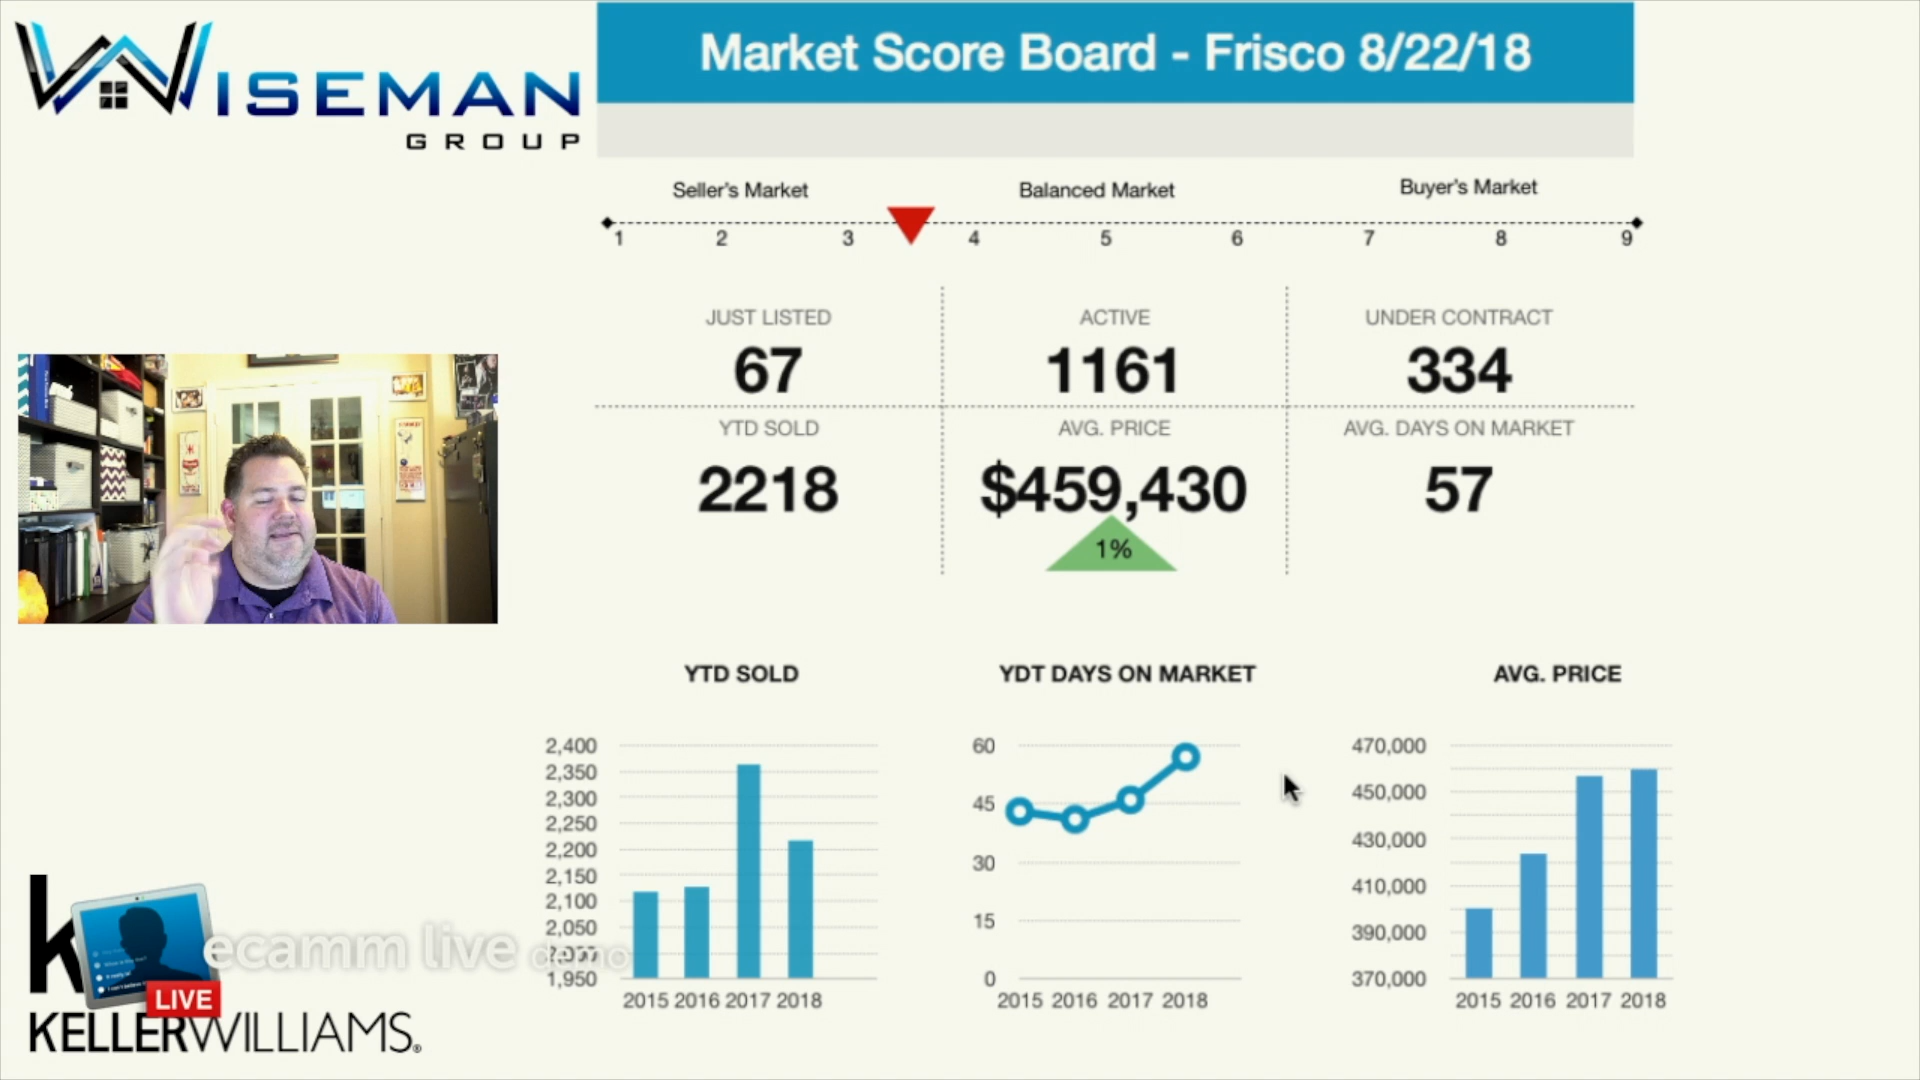 WISEMAN
GROUP
Market Score Board - Frisco 8/22/18
Seller's Market Balanced Market Buyer's Market
1 2 3 4 5 6 7 8 9
JUST LISTED ACTIVE UNDER CONTRACT
67 1161 334
YTD SOLD AVG. PRICE AVG. DAYS ON MARKET
2218 $459,430 57
1%
YTD SOLD
2,400
2,350
2,300
2,250
2,200
2,150
2,100
2,050
2,000
1,950
2015 2016 2017 2018
YDT DAYS ON MARKET
60
45
30
15
0
2015 2016 2017 2018
AVG. PRICE
470,000
450,000
430,000
410,000
390,000
370,000
2015 2016 2017 2018
ecamm live demo
LIVE
k
KELLERWILLIAMS®